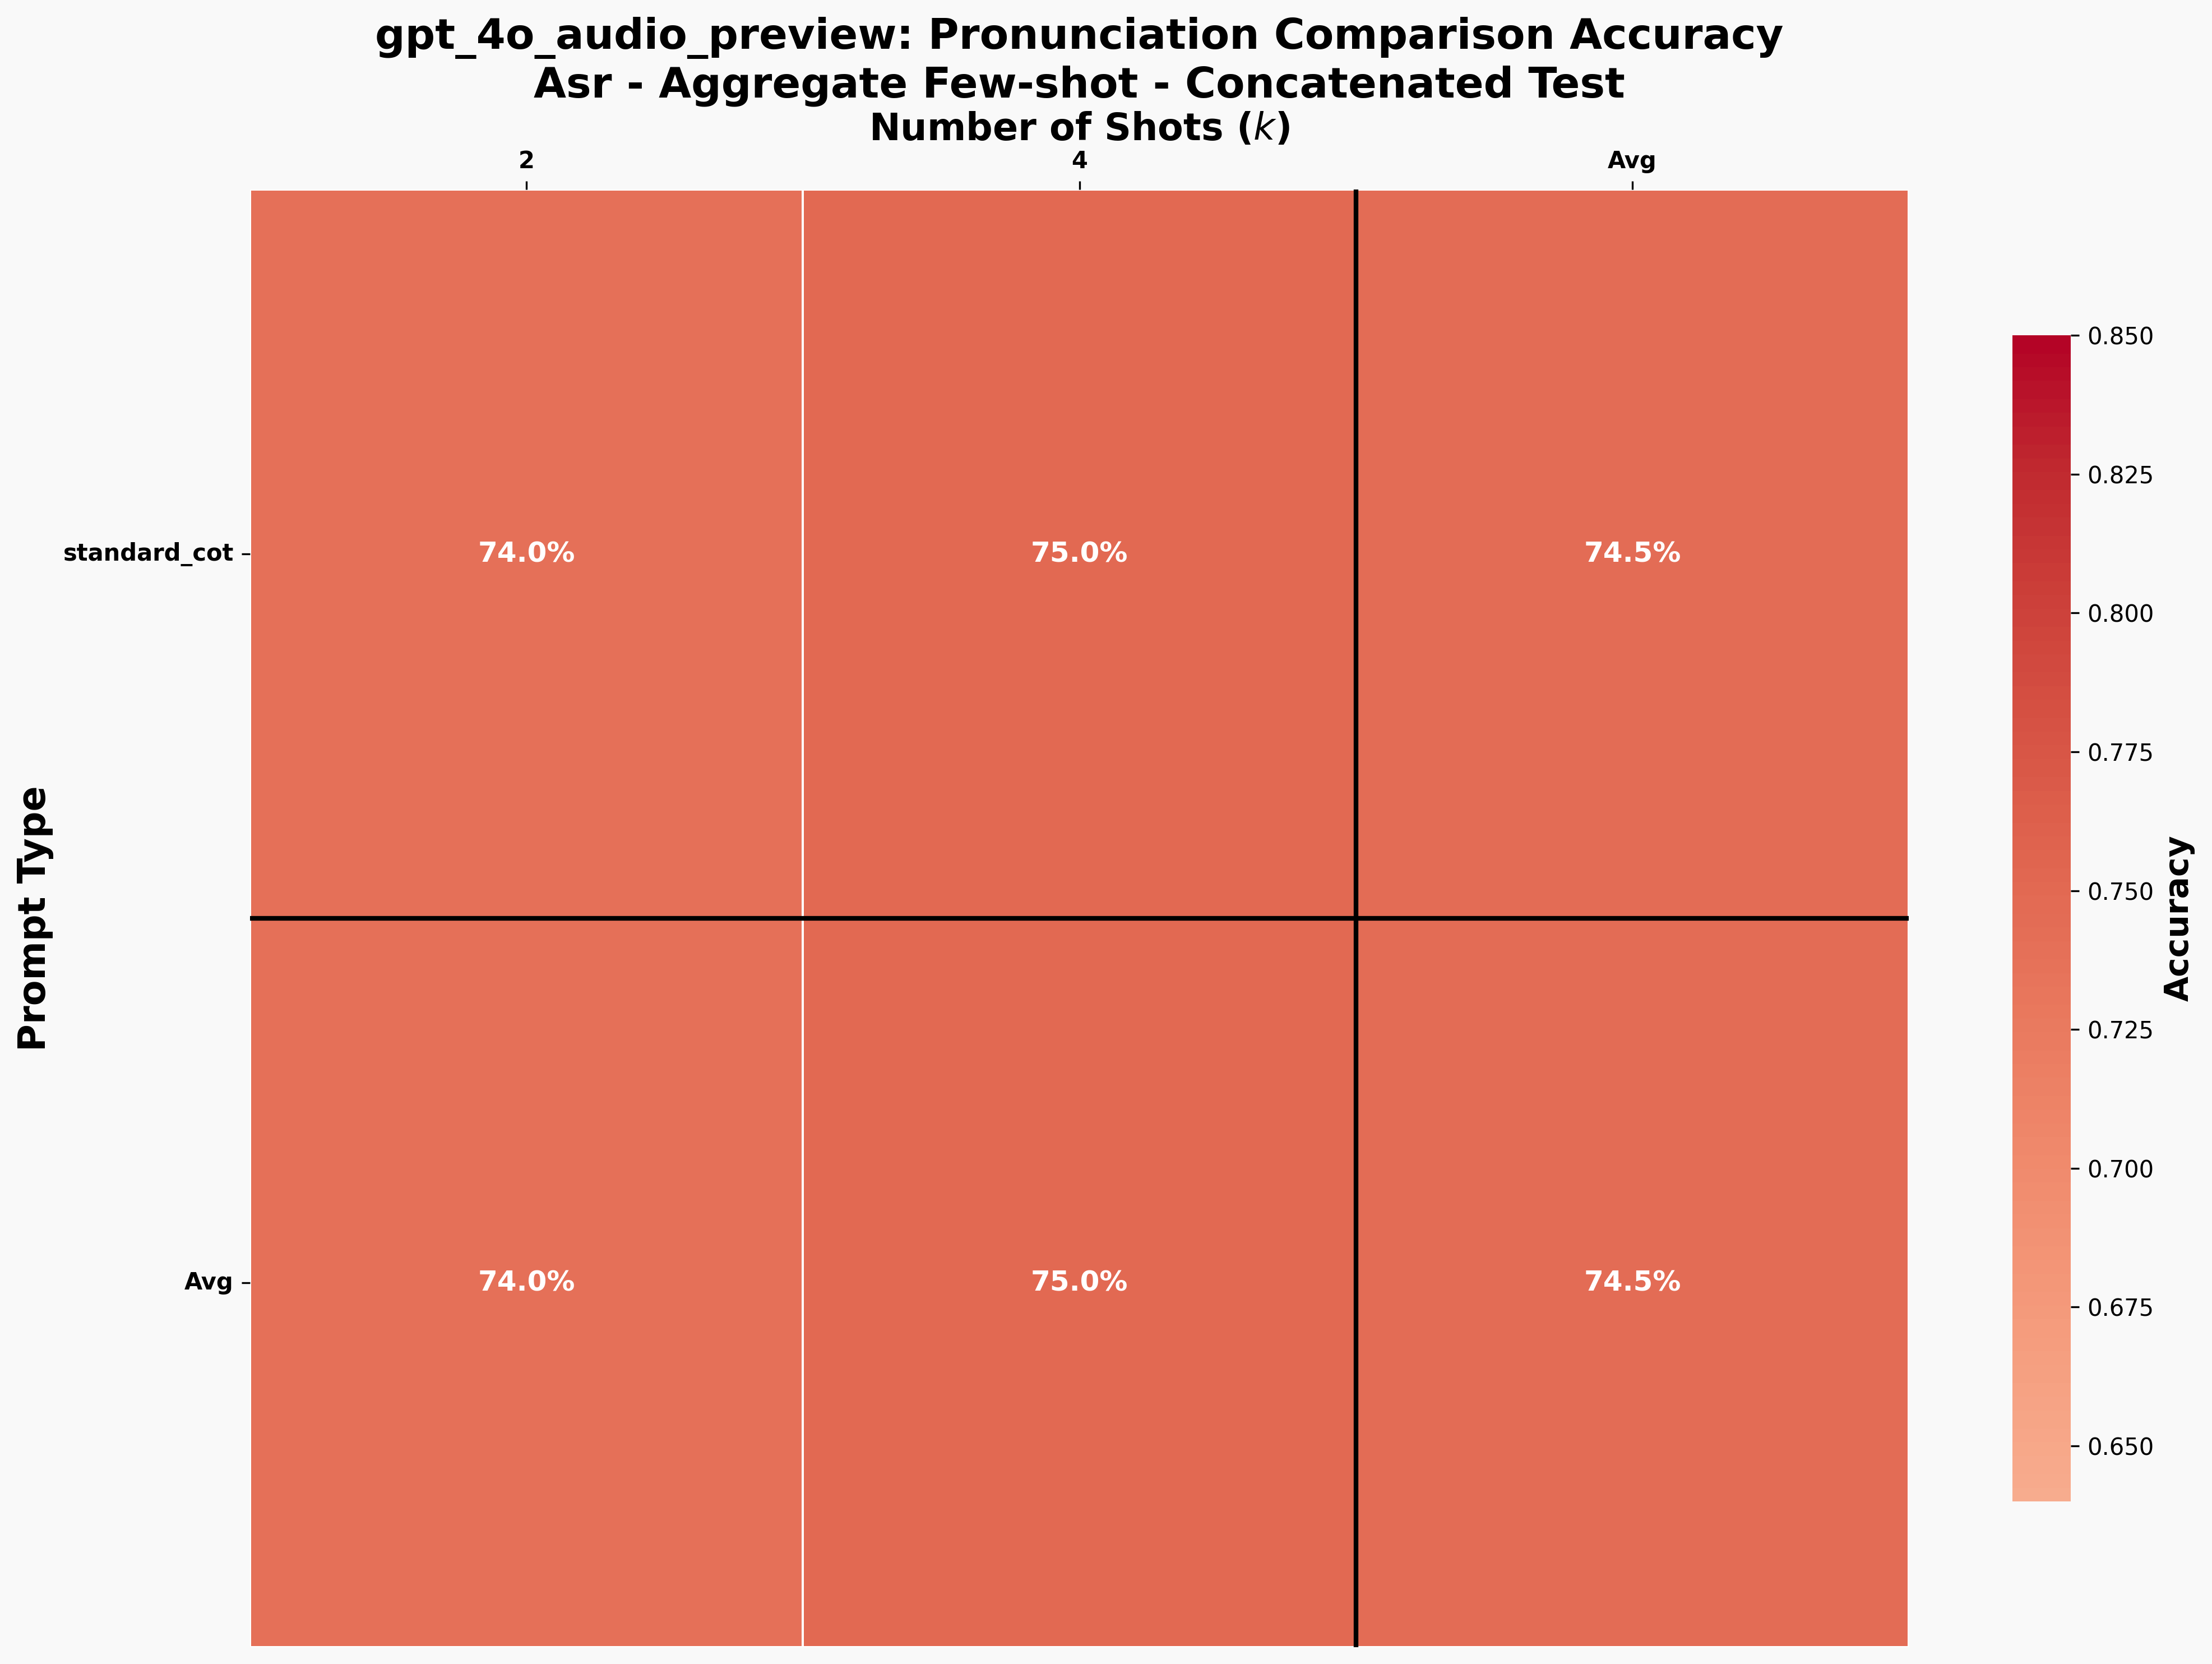 gpt_4o_audio_preview: Pronunciation Comparison Accuracy
Asr - Aggregate Few-shot - Concatenated Test
Number of Shots (k)
2 4 Avg
standard_cot 74.0% 75.0% 74.5%
Avg 74.0% 75.0% 74.5%
Prompt Type
0.850
0.825
0.800
0.775
0.750
0.725
0.700
0.675
0.650
Accuracy